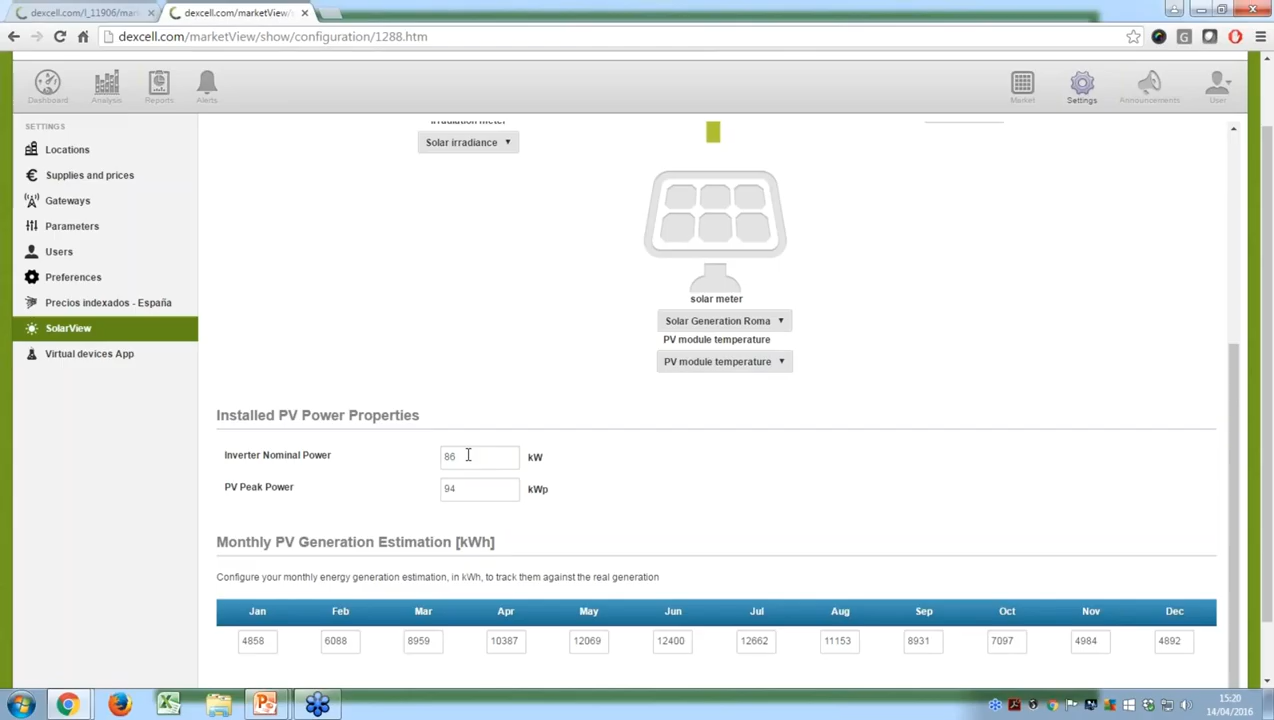 dexcell.com/l_11906/mark
dexcell.com/marketView/
dexcell.com/marketView/show/configuration/1288.htm
Dashboard
Analysis
Reports
Alerts
Market
Settings
Announcements
User
SETTINGS
Locations
Supplies and prices
Gateways
Parameters
Users
Preferences
Precios indexados - España
SolarView
Virtual devices App
irradiation meter
Solar irradiance
solar meter
Solar Generation Roma
PV module temperature
PV module temperature
Installed PV Power Properties
Inverter Nominal Power 86 kW
PV Peak Power 94 kWp
Monthly PV Generation Estimation [kWh]
Configure your monthly energy generation estimation, in kWh, to track them against the real generation
Jan Feb Mar Apr May Jun Jul Aug Sep Oct Nov Dec
4858 6088 8959 10387 12069 12400 12662 11153 8931 7097 4984 4892
15:20
14/04/2016